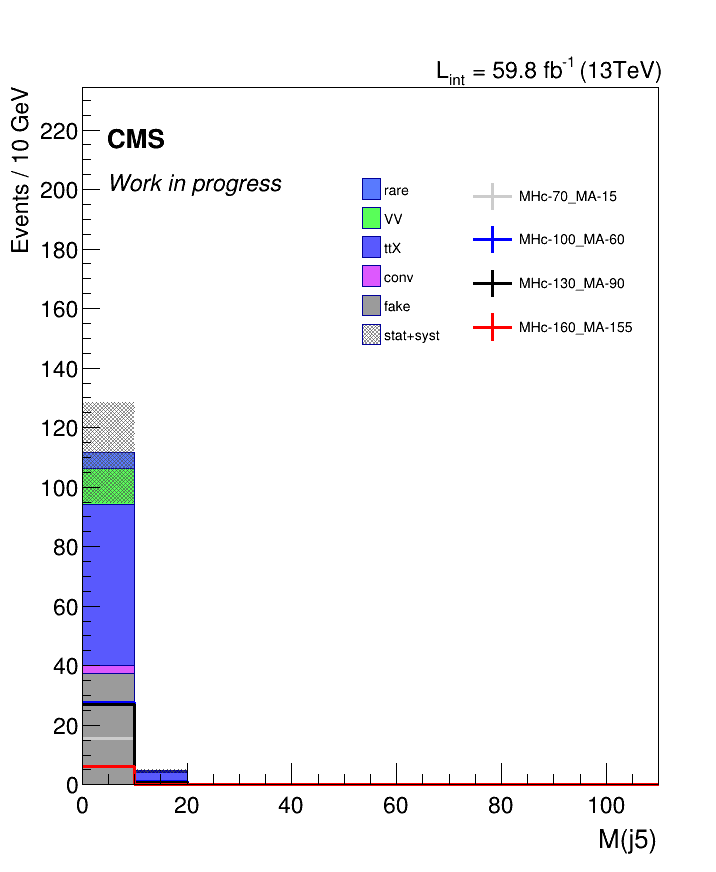 L_int = 59.8 fb^-1 (13TeV)
Events / 10 GeV
CMS
Work in progress
rare
VV
ttX
conv
fake
stat+syst
MHc-70_MA-15
MHc-100_MA-60
MHc-130_MA-90
MHc-160_MA-155
220
200
180
160
140
120
100
80
60
40
20
0
0 20 40 60 80 100
M(j5)